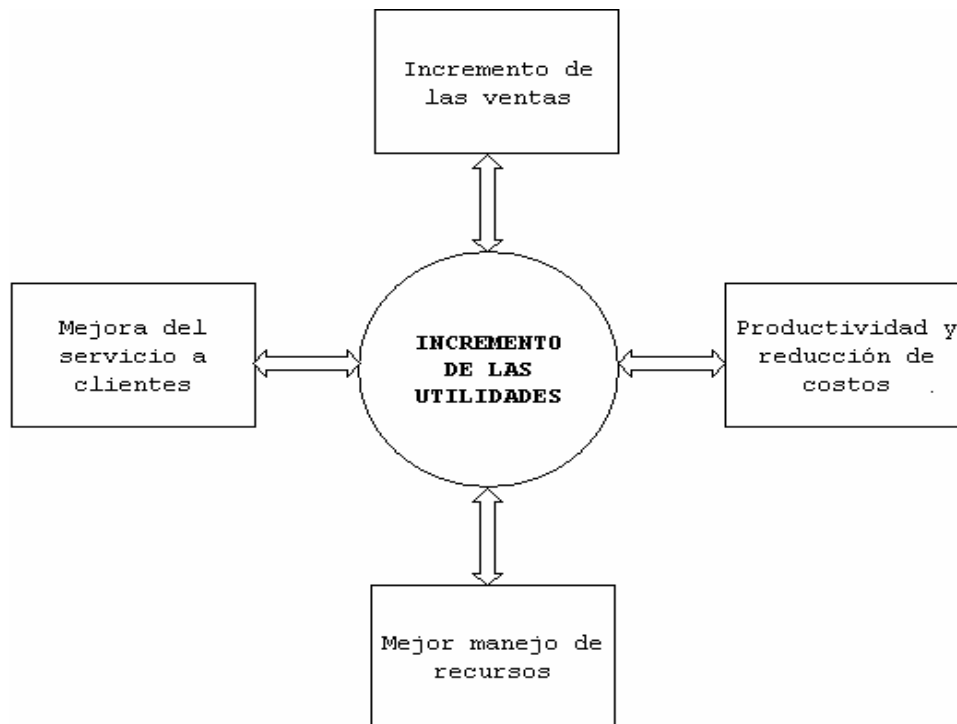 Incremento de
las ventas
Mejora del
servicio a
clientes
INCREMENTO
DE LAS
UTILIDADES
Productividad y
reducción de
costos .
Mejor manejo de
recursos